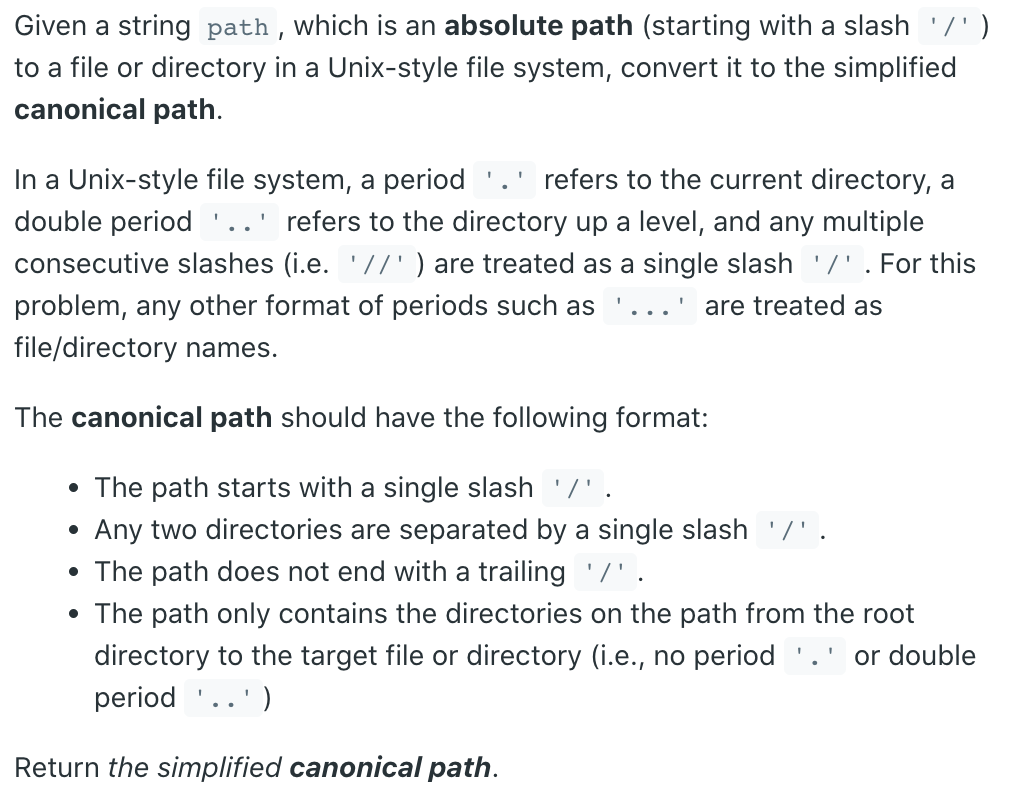 Given a string path, which is an absolute path (starting with a slash '/')
to a file or directory in a Unix-style file system, convert it to the simplified
canonical path.
In a Unix-style file system, a period '.' refers to the current directory, a
double period '..' refers to the directory up a level, and any multiple
consecutive slashes (i.e. '//') are treated as a single slash '/'. For this
problem, any other format of periods such as '...' are treated as
file/directory names.
The canonical path should have the following format:
• The path starts with a single slash '/'.
• Any two directories are separated by a single slash '/'.
• The path does not end with a trailing '/'.
• The path only contains the directories on the path from the root
directory to the target file or directory (i.e., no period '.' or double
period '..')
Return the simplified canonical path.